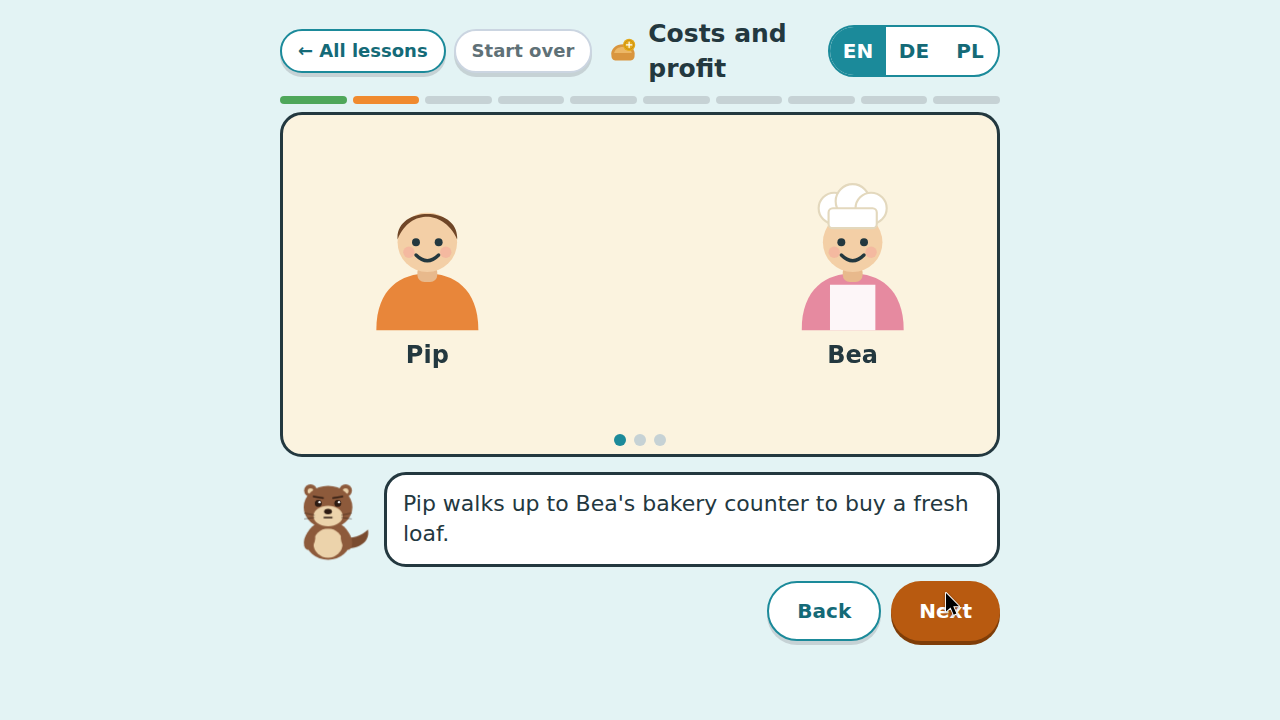 ← All lessons
Start over
Costs and
profit
EN
DE
PL
Pip
Bea
Pip walks up to Bea's bakery counter to buy a fresh
loaf.
Back
Next